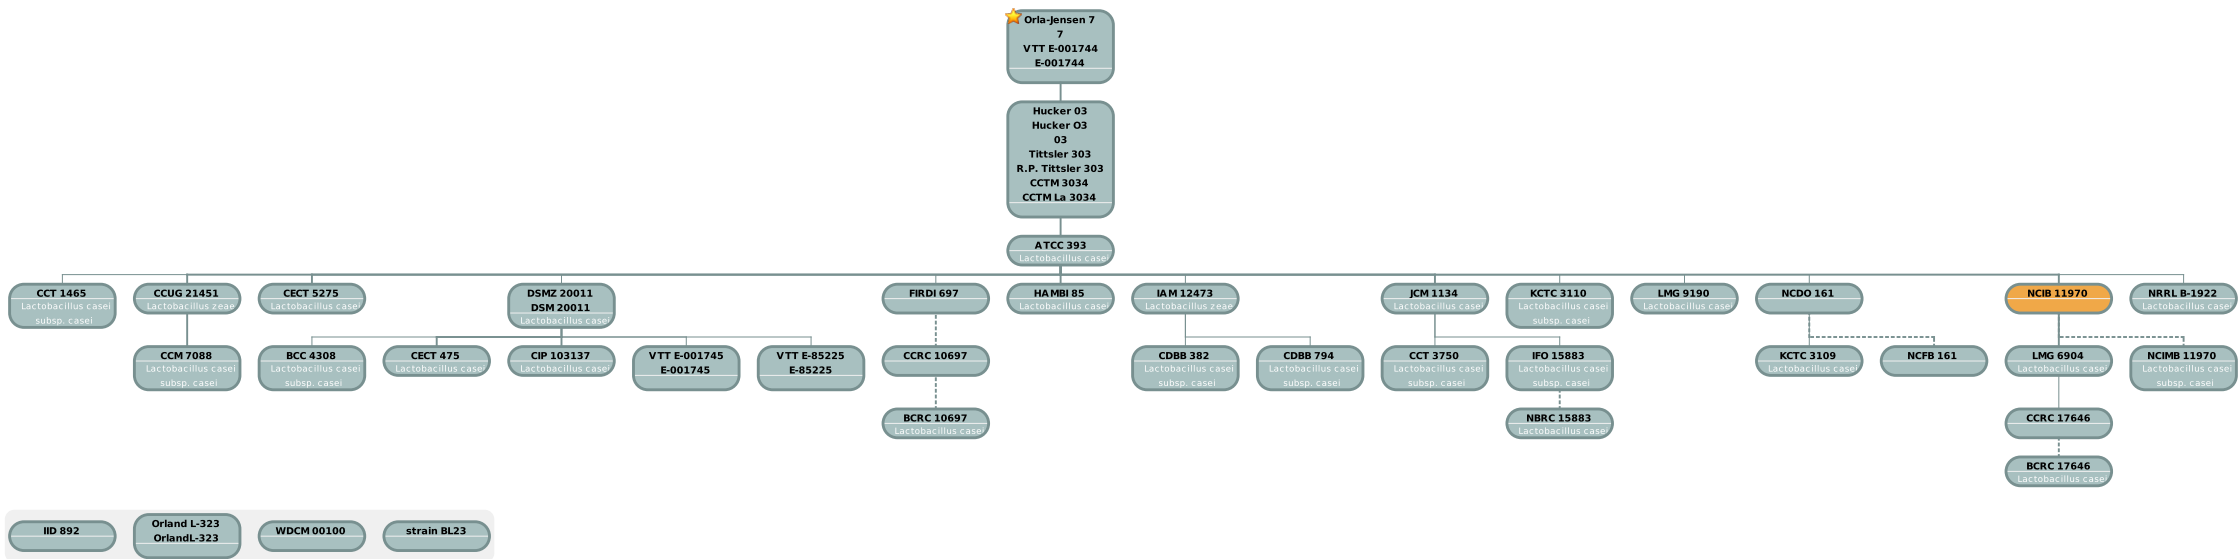 Orla-Jensen 7
7
VTT E-001744
E-001744
Hucker 03
Hucker O3
03
Tittsler 303
R.P. Tittsler 303
CCTM 3034
CCTM La 3034
ATCC 393
Lactobacillus casei
CCT 1465
Lactobacillus casei
subsp. casei
CCUG 21451
Lactobacillus zeae
CECT 5275
Lactobacillus casei
DSMZ 20011
DSM 20011
Lactobacillus casei
FIRDI 697
HAMBI 85
Lactobacillus casei
IAM 12473
Lactobacillus zeae
JCM 1134
Lactobacillus casei
KCTC 3110
Lactobacillus casei
subsp. casei
LMG 9190
Lactobacillus casei
NCDO 161
NCIB 11970
NRRL B-1922
Lactobacillus casei
CCM 7088
Lactobacillus casei
subsp. casei
BCC 4308
Lactobacillus casei
subsp. casei
CECT 475
Lactobacillus casei
CIP 103137
Lactobacillus casei
VTT E-001745
E-001745
VTT E-85225
E-85225
CCRC 10697
CDBB 382
Lactobacillus casei
subsp. casei
CDBB 794
Lactobacillus casei
subsp. casei
CCT 3750
Lactobacillus casei
subsp. casei
IFO 15883
Lactobacillus casei
subsp. casei
KCTC 3109
Lactobacillus casei
NCFB 161
LMG 6904
Lactobacillus casei
NCIMB 11970
Lactobacillus casei
subsp. casei
BCRC 10697
Lactobacillus casei
NBRC 15883
Lactobacillus casei
CCRC 17646
BCRC 17646
Lactobacillus casei
IID 892
Orland L-323
OrlandL-323
WDCM 00100
strain BL23